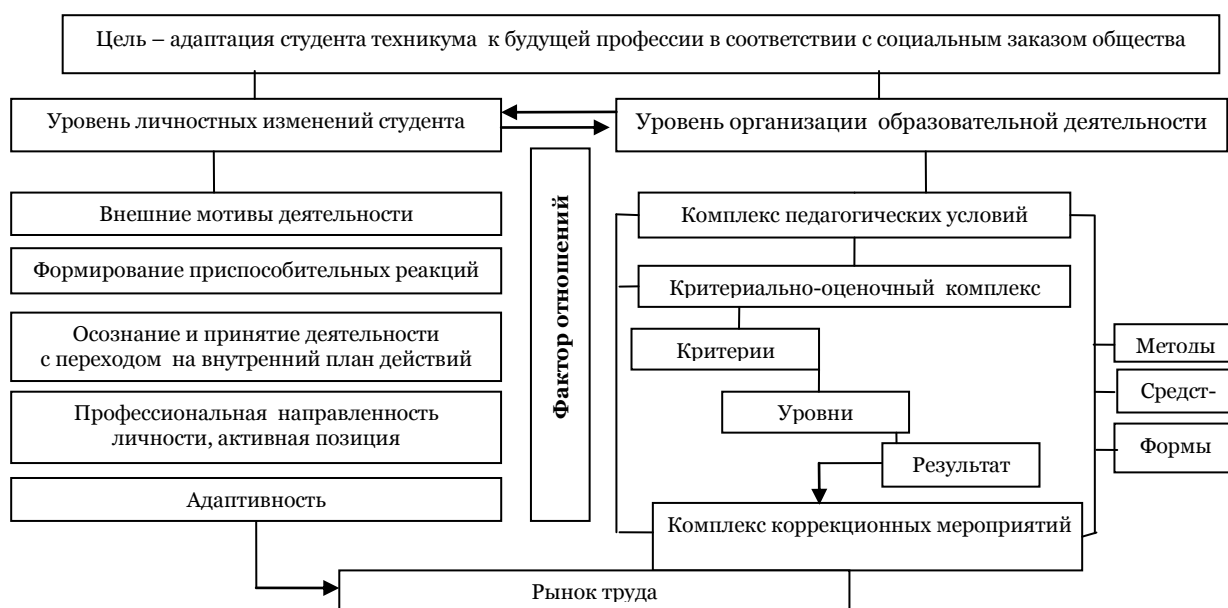 Цель – адаптация студента техникума к будущей профессии в соответствии с социальным заказом общества
Уровень личностных изменений студента
Уровень организации образовательной деятельности
Внешние мотивы деятельности
Формирование приспособительных реакций
Осознание и принятие деятельности
с переходом на внутренний план действий
Профессиональная направленность
личности, активная позиция
Адаптивность
Фактор отношений
Комплекс педагогических условий
Критериально-оценочный комплекс
Критерии
Уровни
Результат
Комплекс коррекционных мероприятий
Методы
Средст-
Формы
Рынок труда